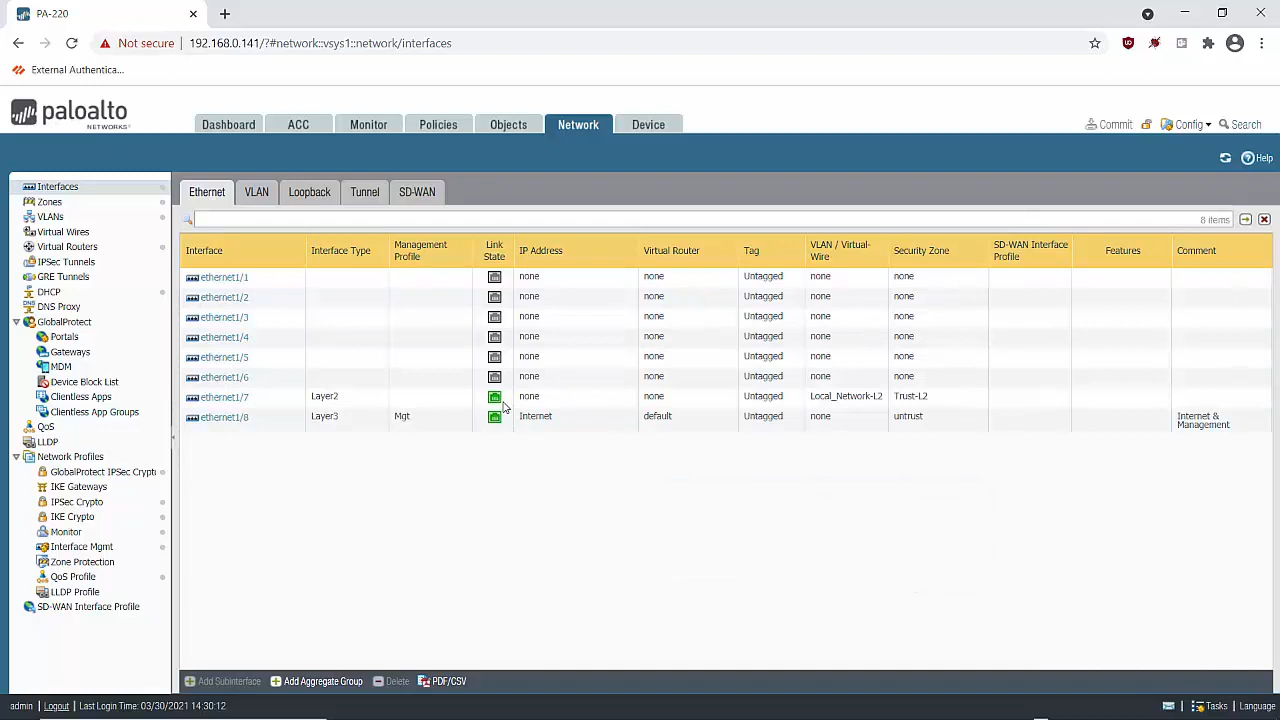 PA-220
Not secure 192.168.0.141/?#network::vsys1::network/interfaces
External Authentica...
paloalto
NETWORKS
Dashboard ACC Monitor Policies Objects Network Device
Commit Config Search
Help
Interfaces
Zones
VLANs
Virtual Wires
Virtual Routers
IPSec Tunnels
GRE Tunnels
DHCP
DNS Proxy
GlobalProtect
Portals
Gateways
MDM
Device Block List
Clientless Apps
Clientless App Groups
QoS
LLDP
Network Profiles
GlobalProtect IPSec Crypto
IKE Gateways
IPSec Crypto
IKE Crypto
Monitor
Interface Mgmt
Zone Protection
QoS Profile
LLDP Profile
SD-WAN Interface Profile
Ethernet VLAN Loopback Tunnel SD-WAN
8 items
Interface Interface Type Management Profile Link State IP Address Virtual Router Tag VLAN / Virtual-Wire Security Zone SD-WAN Interface Profile Features Comment
ethernet1/1 none none Untagged none none
ethernet1/2 none none Untagged none none
ethernet1/3 none none Untagged none none
ethernet1/4 none none Untagged none none
ethernet1/5 none none Untagged none none
ethernet1/6 none none Untagged none none
ethernet1/7 Layer2 none none Untagged Local_Network-L2 Trust-L2
ethernet1/8 Layer3 Mgt Internet default Untagged none untrust Internet & Management
Add Subinterface Add Aggregate Group Delete PDF/CSV
admin Logout Last Login Time: 03/30/2021 14:30:12 Tasks Language